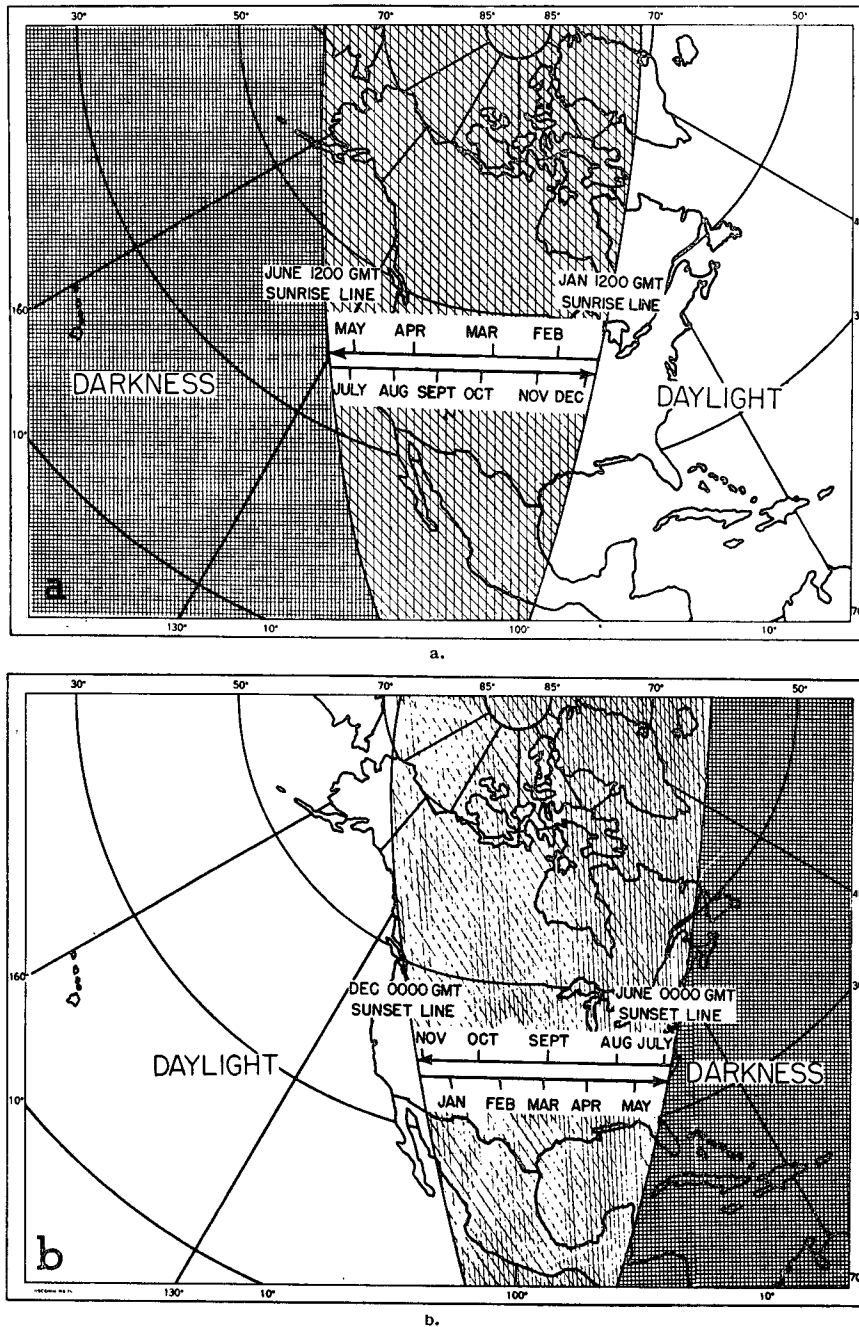 30° 50° 70° 85° 85° 70° 50°
JUNE 1200 GMT
SUNRISE LINE
JAN 1200 GMT
SUNRISE LINE
160
MAY APR MAR FEB
DARKNESS
DAYLIGHT
JULY AUG SEPT OCT NOV DEC
10°
a
130° 10° 100° 10°
a.
30° 50° 70° 85° 85° 70° 50°
160
DEC 0000 GMT
SUNSET LINE
JUNE 0000 GMT
SUNSET LINE
NOV OCT SEPT AUG JULY
DAYLIGHT
DARKNESS
JAN FEB MAR APR MAY
10°
b
130° 10° 100° 10°
b.